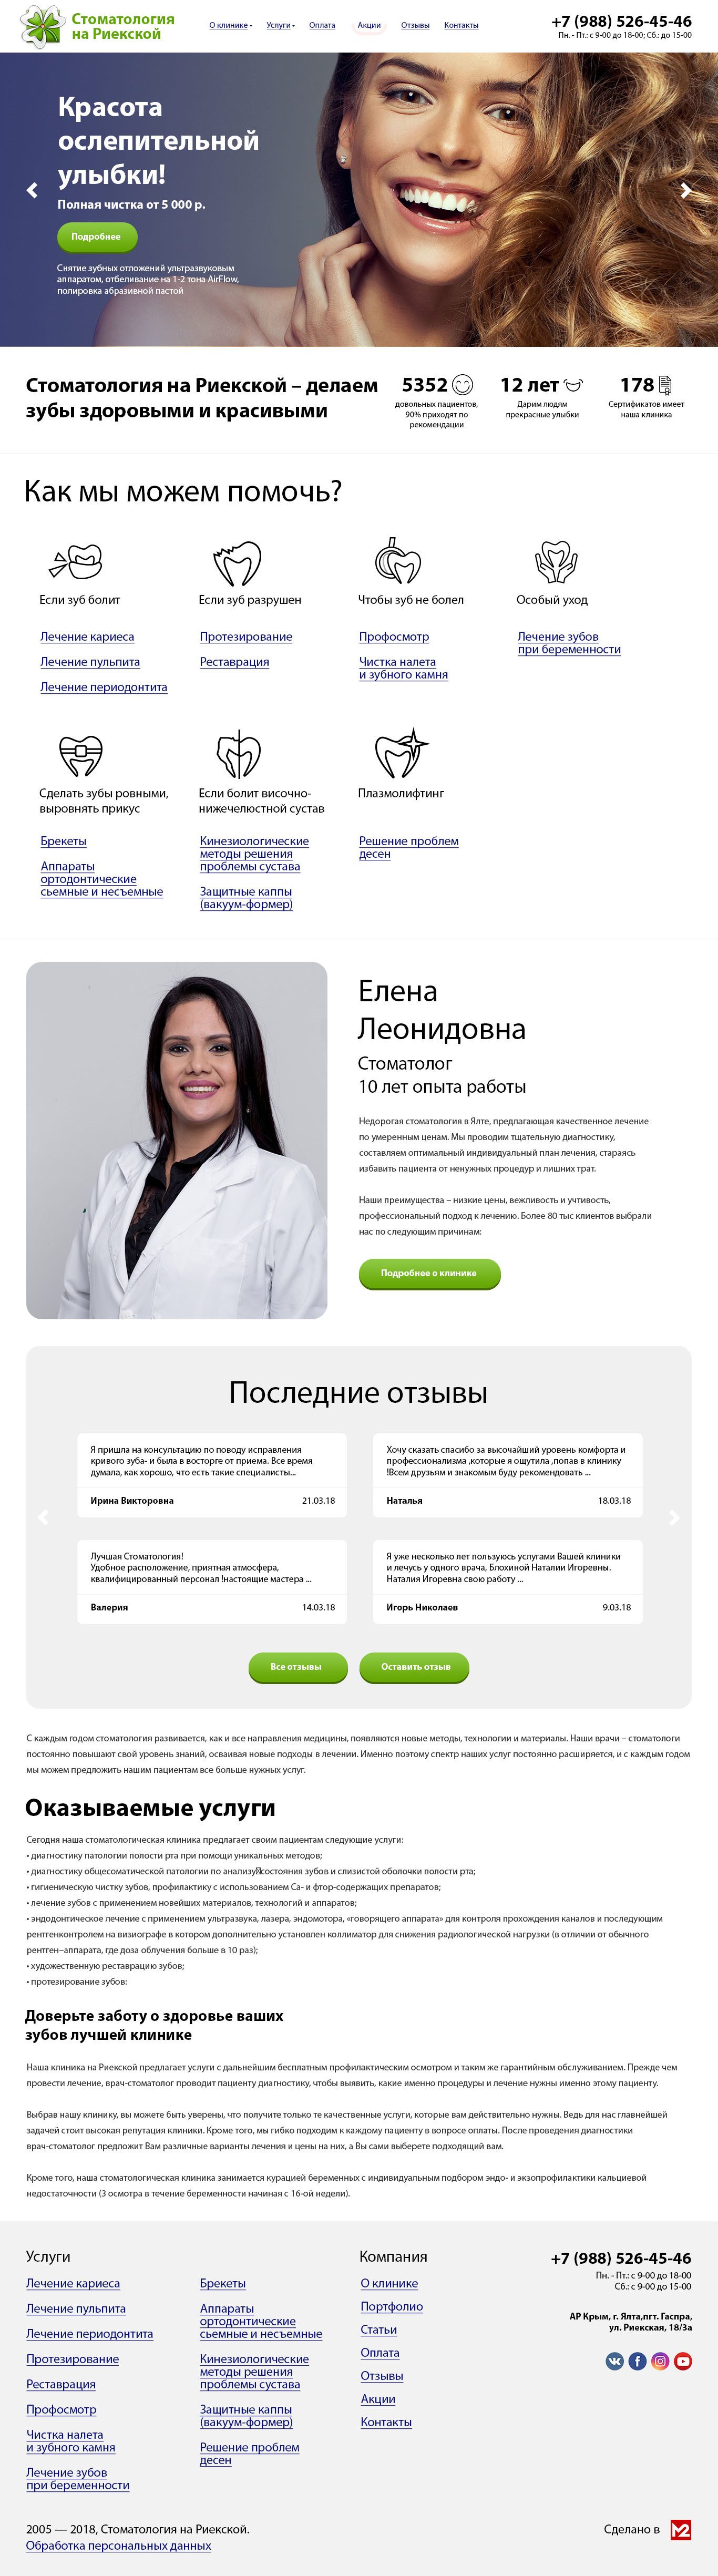 Стоматология
на Риекской
О клинике
Услуги
Оплата
Акции
Отзывы
Контакты
+7 (988) 526-45-46
Пн. - Пт.: с 9-00 до 18-00; Сб.: до 15-00
Красота
ослепительной
улыбки!
Полная чистка от 5 000 р.
Подробнее
Снятие зубных отложений ультразвуковым
аппаратом, отбеливание на 1-2 тона AirFlow,
полировка абразивной пастой
Стоматология на Риекской – делаем
зубы здоровыми и красивыми
5352
довольных пациентов,
90% приходят по
рекомендации
12 лет
Дарим людям
прекрасные улыбки
178
Сертификатов имеет
наша клиника
Как мы можем помочь?
Если зуб болит
Лечение кариеса
Лечение пульпита
Лечение периодонтита
Если зуб разрушен
Протезирование
Реставрация
Чтобы зуб не болел
Профосмотр
Чистка налета
и зубного камня
Особый уход
Лечение зубов
при беременности
Сделать зубы ровными,
выровнять прикус
Брекеты
Аппараты
ортодонтические
сьемные и несъемные
Если болит височно-
нижечелюстной сустав
Кинезиологические
методы решения
проблемы сустава
Защитные каппы
(вакуум-формер)
Плазмолифтинг
Решение проблем
десен
Елена
Леонидовна
Стоматолог
10 лет опыта работы
Недорогая стоматология в Ялте, предлагающая качественное лечение
по умеренным ценам. Мы проводим тщательную диагностику,
составляем оптимальный индивидуальный план лечения, стараясь
избавить пациента от ненужных процедур и лишних трат.
Наши преимущества – низкие цены, вежливость и учтивость,
профессиональный подход к лечению. Более 80 тыс клиентов выбрали
нас по следующим причинам:
Подробнее о клинике
Последние отзывы
Я пришла на консультацию по поводу исправления
кривого зуба- и была в восторге от приема. Все время
думала, как хорошо, что есть такие специалисты...
Ирина Викторовна
21.03.18
Хочу сказать спасибо за высочайший уровень комфорта и
профессионализма ,которые я ощутила ,попав в клинику
!Всем друзьям и знакомым буду рекомендовать ...
Наталья
18.03.18
Лучшая Стоматология!
Удобное расположение, приятная атмосфера,
квалифицированный персонал !настоящие мастера ...
Валерия
14.03.18
Я уже несколько лет пользуюсь услугами Вашей клиники
и лечусь у одного врача, Блохиной Наталии Игоревны.
Наталия Игоревна свою работу ...
Игорь Николаев
9.03.18
Все отзывы
Оставить отзыв
С каждым годом стоматология развивается, как и все направления медицины, появляются новые методы, технологии и материалы. Наши врачи – стоматологи
постоянно повышают свой уровень знаний, осваивая новые подходы в лечении. Именно поэтому спектр наших услуг постоянно расширяется, и с каждым годом
мы можем предложить нашим пациентам все больше нужных услуг.
Оказываемые услуги
Сегодня наша стоматологическая клиника предлагает своим пациентам следующие услуги:
• диагностику патологии полости рта при помощи уникальных методов;
• диагностику общесоматической патологии по анализу состояния зубов и слизистой оболочки полости рта;
• гигиеническую чистку зубов, профилактику с использованием Са- и фтор-содержащих препаратов;
• лечение зубов с применением новейших материалов, технологий и аппаратов;
• эндодонтическое лечение с применением ультразвука, лазера, эндомотора, «говорящего аппарата» для контроля прохождения каналов и последующим
рентгенконтролем на визиографе в котором дополнительно установлен коллиматор для снижения радиологической нагрузки (в отличии от обычного
рентген–аппарата, где доза облучения больше в 10 раз);
• художественную реставрацию зубов;
• протезирование зубов:
Доверьте заботу о здоровье ваших
зубов лучшей клинике
Наша клиника на Риекской предлагает услуги с дальнейшим бесплатным профилактическим осмотром и таким же гарантийным обслуживанием. Прежде чем
провести лечение, врач-стоматолог проводит пациенту диагностику, чтобы выявить, какие именно процедуры и лечение нужны именно этому пациенту.
Выбрав нашу клинику, вы можете быть уверены, что получите только те качественные услуги, которые вам действительно нужны. Ведь для нас главнейшей
задачей стоит высокая репутация клиники. Кроме того, мы гибко подходим к каждому пациенту в вопросе оплаты. После проведения диагностики
врач-стоматолог предложит Вам различные варианты лечения и цены на них, а Вы сами выберете подходящий вам.
Кроме того, наша стоматологическая клиника занимается курацией беременных с индивидуальным подбором эндо- и экзопрофилактики кальциевой
недостаточности (3 осмотра в течение беременности начиная с 16-ой недели).
Услуги
Лечение кариеса
Лечение пульпита
Лечение периодонтита
Протезирование
Реставрация
Профосмотр
Чистка налета
и зубного камня
Лечение зубов
при беременности
Брекеты
Аппараты
ортодонтические
сьемные и несъемные
Кинезиологические
методы решения
проблемы сустава
Защитные каппы
(вакуум-формер)
Решение проблем
десен
Компания
О клинике
Портфолио
Статьи
Оплата
Отзывы
Акции
Контакты
+7 (988) 526-45-46
Пн. - Пт.: с 9-00 до 18-00
Сб.: с 9-00 до 15-00
АР Крым, г. Ялта,пгт. Гаспра,
ул. Риекская, 18/3а
2005 — 2018, Стоматология на Риекской.
Обработка персональных данных
Сделано в